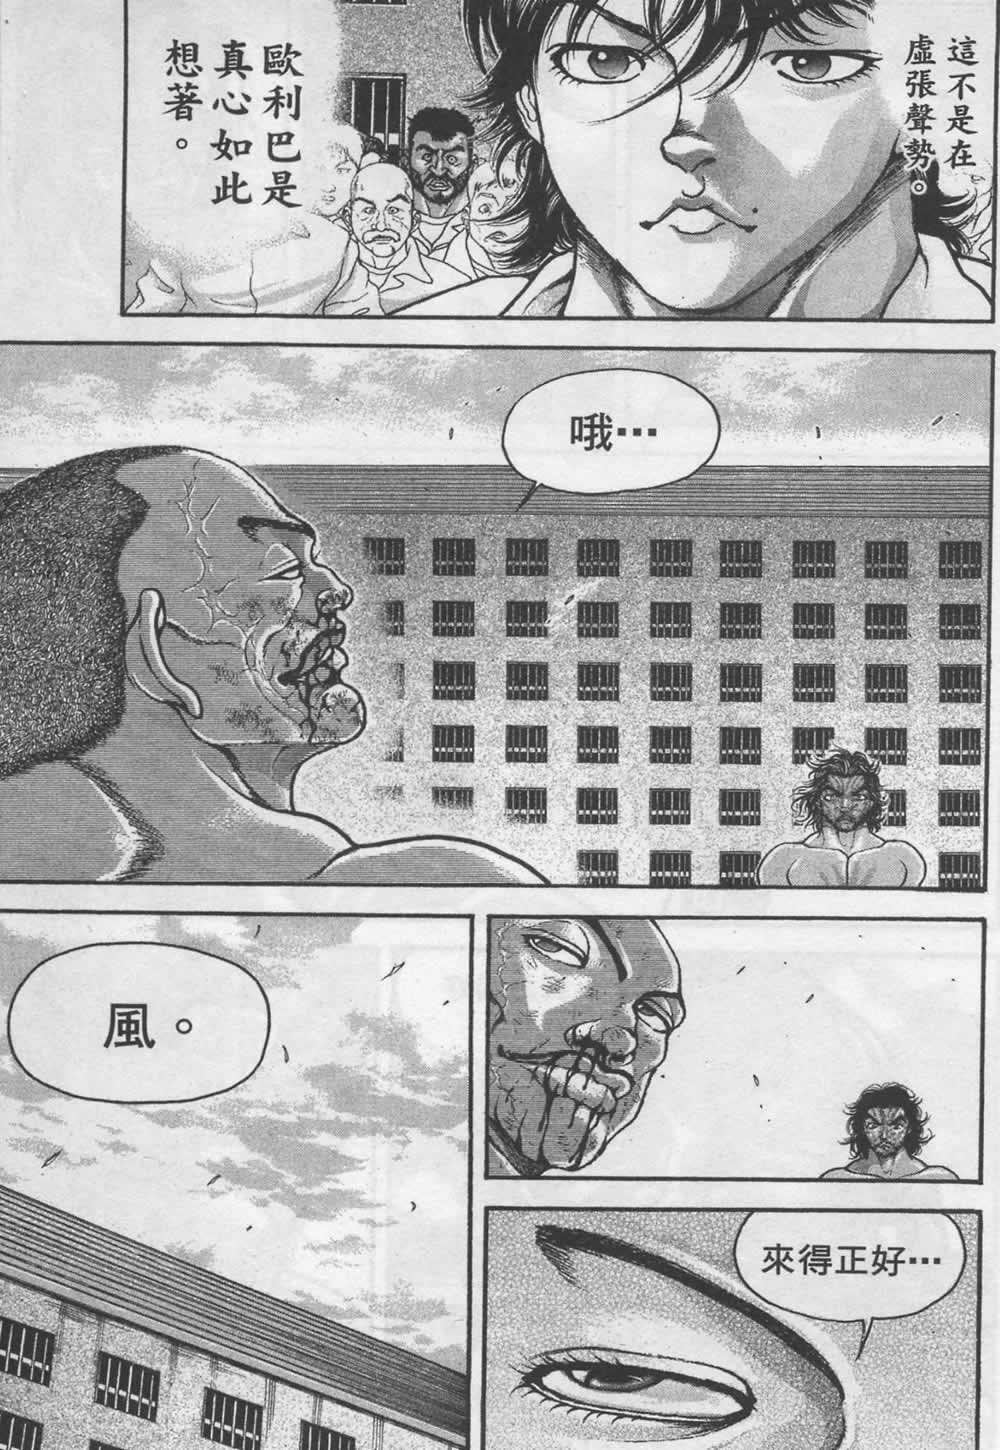 這不是在
虛張聲勢。
歐利巴是
真心如此
想著。
哦…
來得正好…
風。